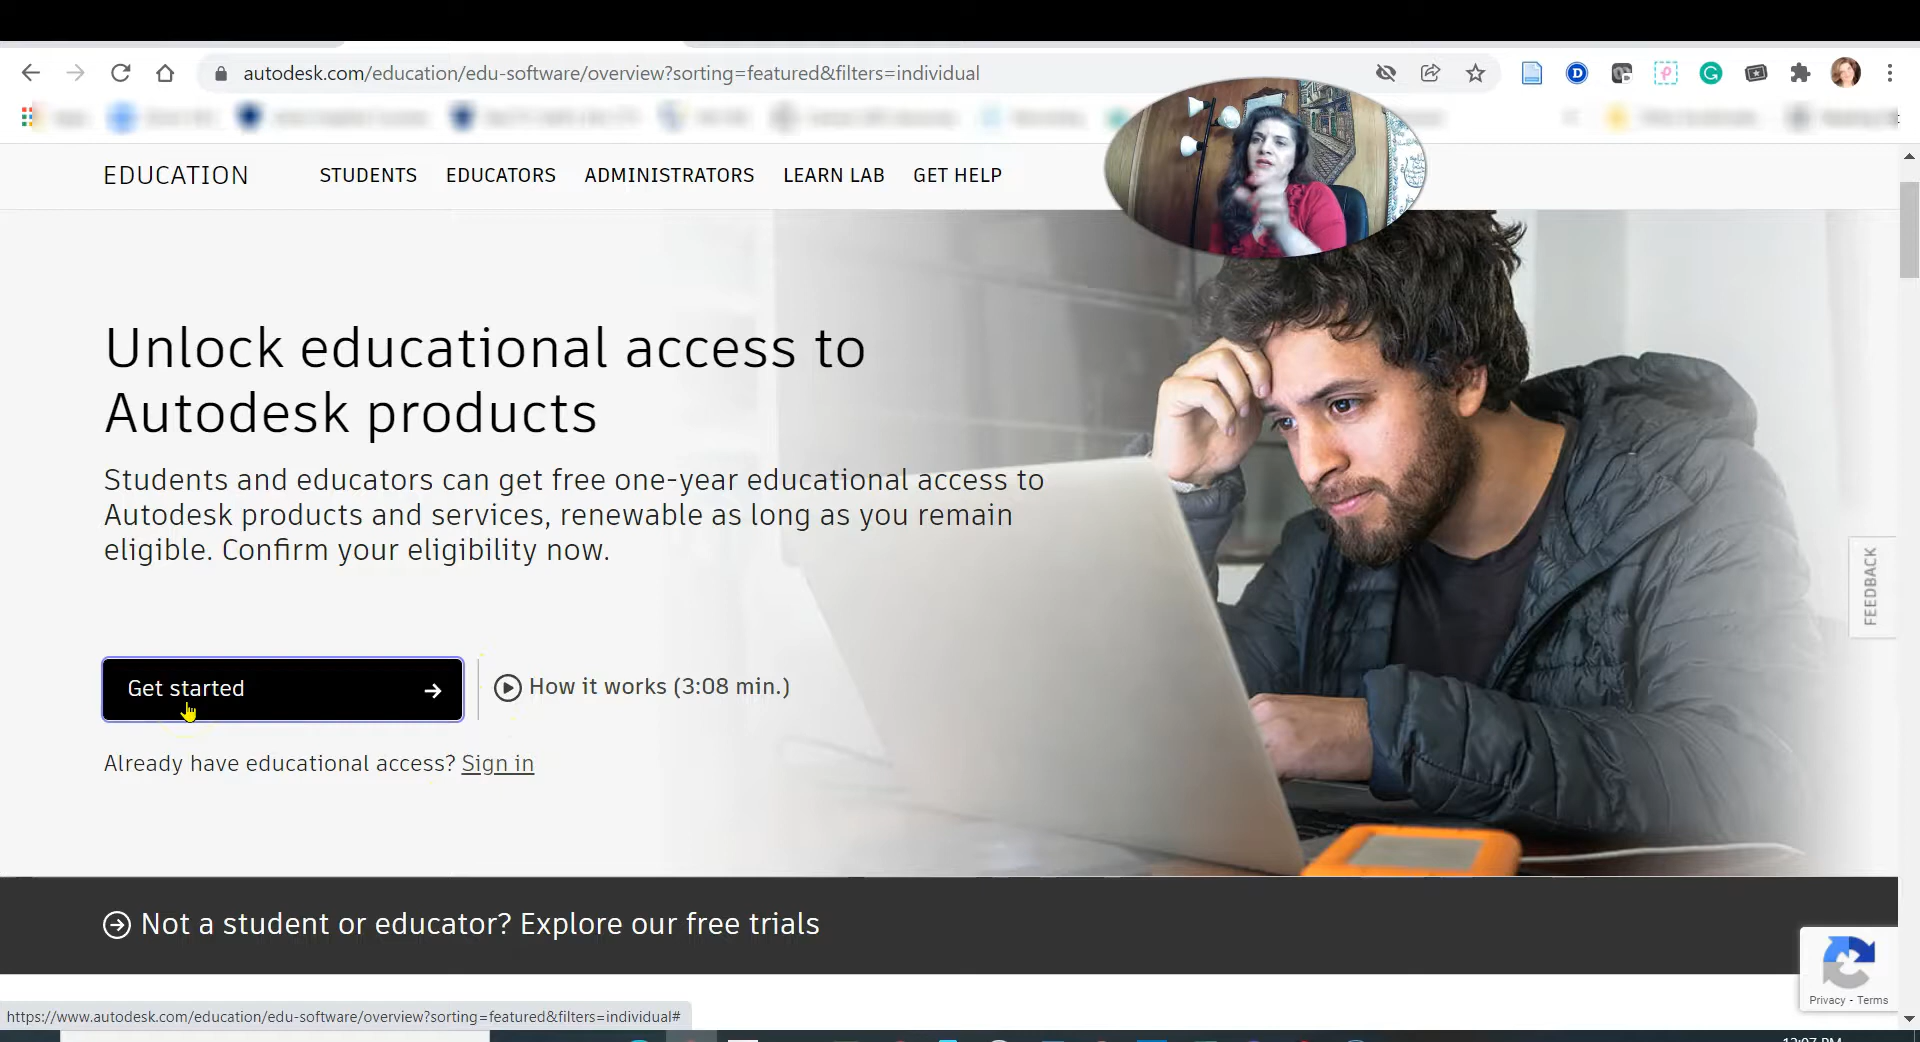 autodesk.com/education/edu-software/overview?sorting=featured&filters=individual
EDUCATION STUDENTS EDUCATORS ADMINISTRATORS LEARN LAB GET HELP
Unlock educational access to
Autodesk products
Students and educators can get free one-year educational access to
Autodesk products and services, renewable as long as you remain
eligible. Confirm your eligibility now.
FEEDBACK
Get started
How it works (3:08 min.)
Already have educational access? Sign in
Not a student or educator? Explore our free trials
Privacy - Terms
https://www.autodesk.com/education/edu-software/overview?sorting=featured&filters=individual#